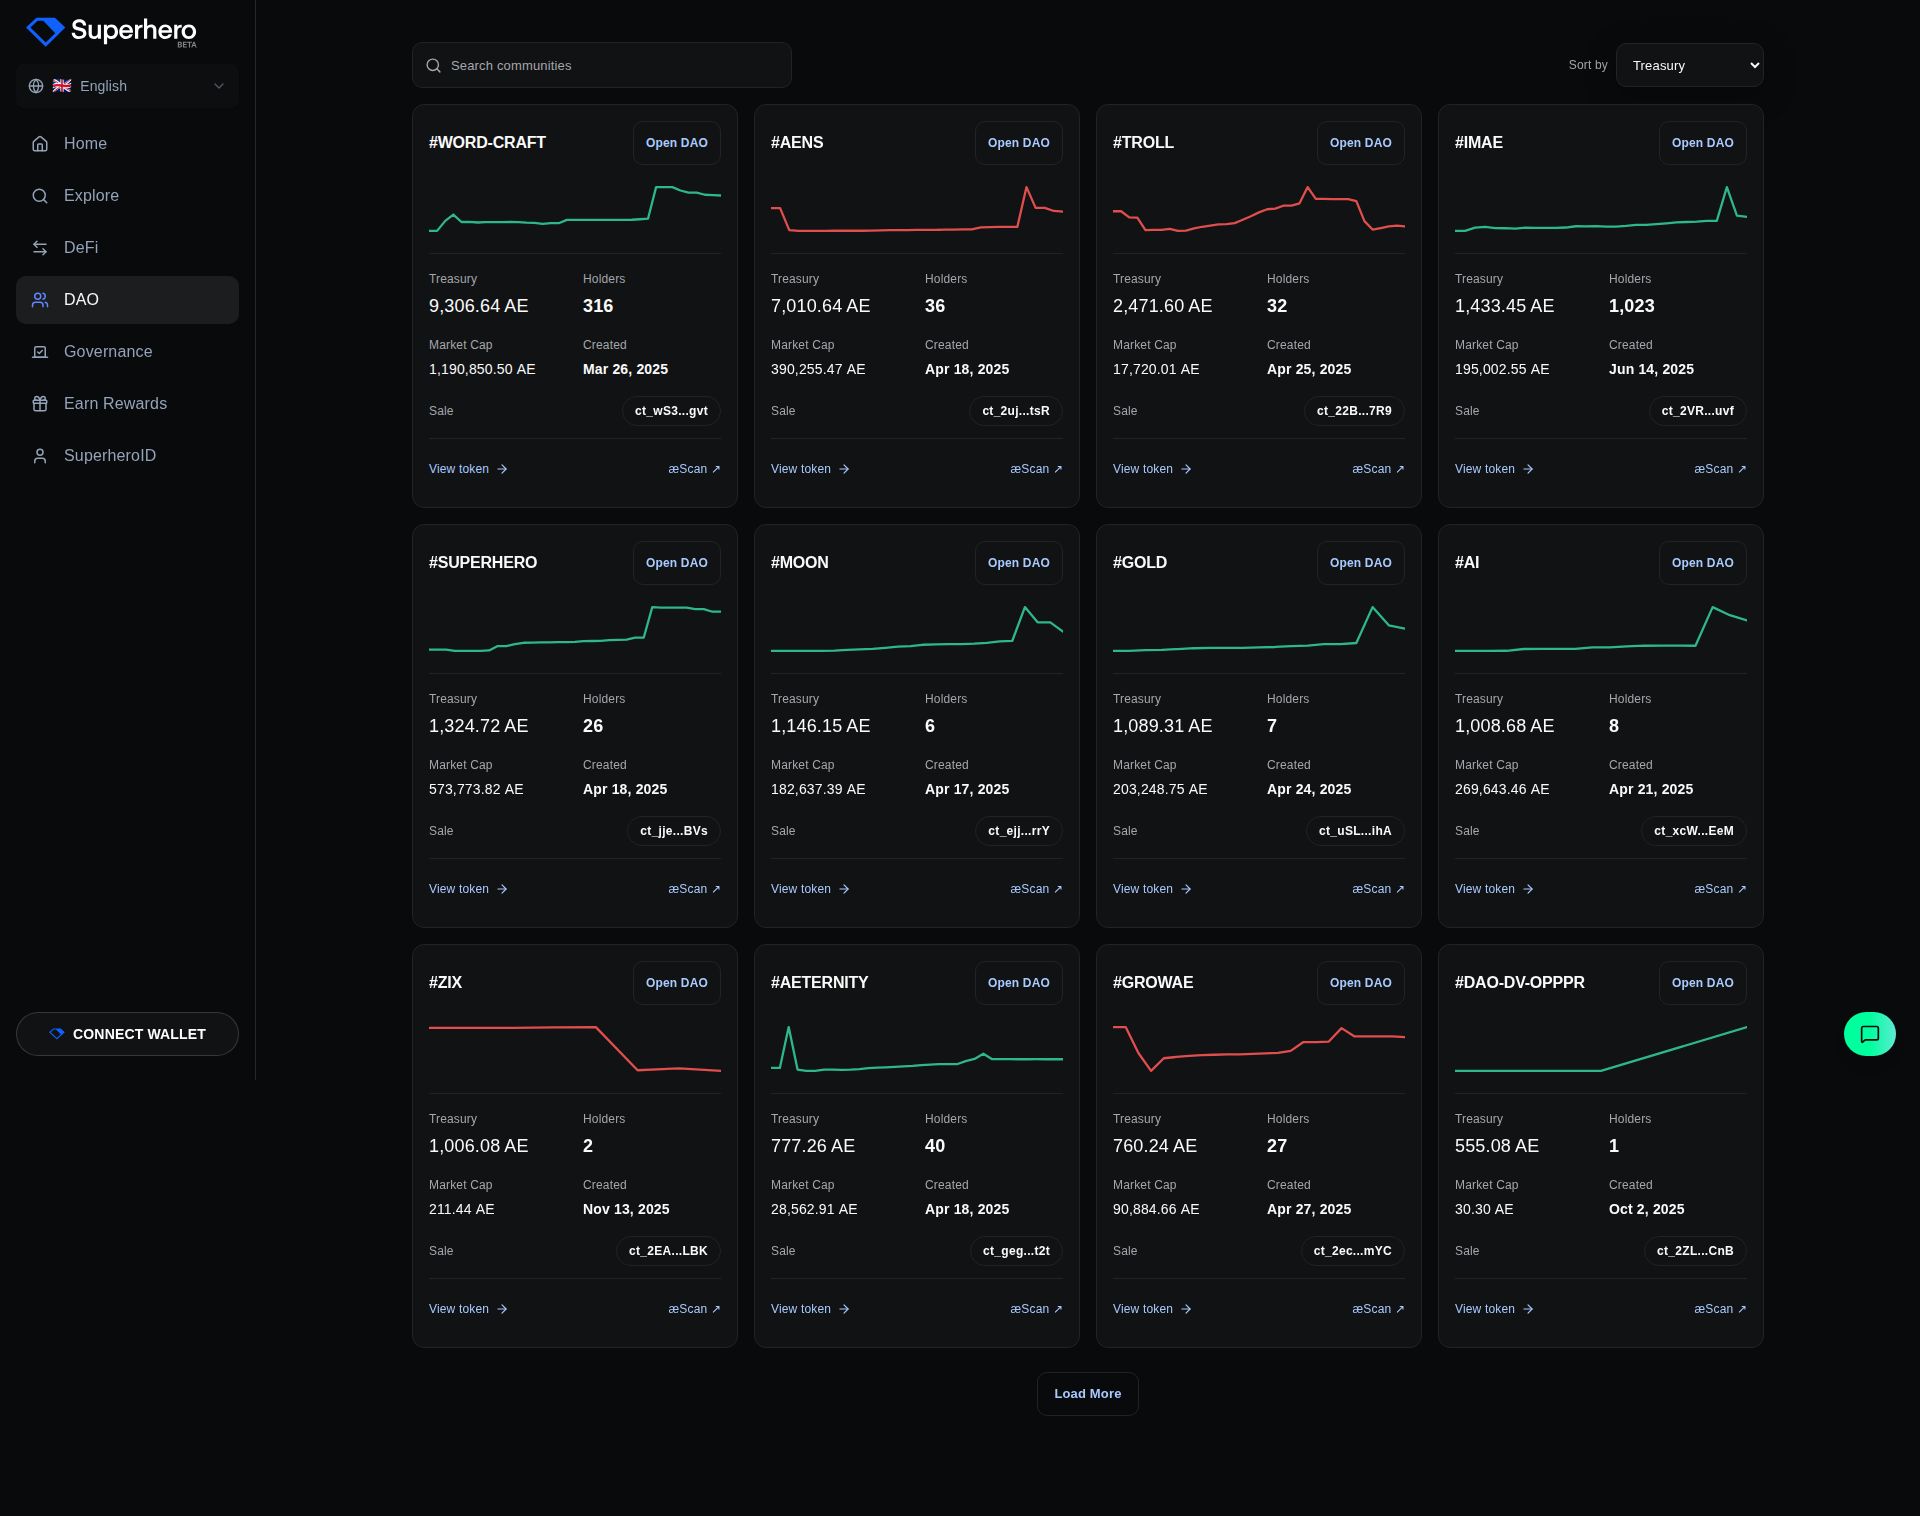 Superhero
BETA
English
Home
Explore
DeFi
DAO
Governance
Earn Rewards
SuperheroID
CONNECT WALLET
Search communities
Sort by
Treasury
#WORD-CRAFT
Open DAO
Treasury
Holders
9,306.64 AE
316
Market Cap
Created
1,190,850.50 AE
Mar 26, 2025
Sale
ct_wS3...gvt
View token →
æScan ↗
#AENS
Open DAO
Treasury
Holders
7,010.64 AE
36
Market Cap
Created
390,255.47 AE
Apr 18, 2025
Sale
ct_2uj...tsR
View token →
æScan ↗
#TROLL
Open DAO
Treasury
Holders
2,471.60 AE
32
Market Cap
Created
17,720.01 AE
Apr 25, 2025
Sale
ct_22B...7R9
View token →
æScan ↗
#IMAE
Open DAO
Treasury
Holders
1,433.45 AE
1,023
Market Cap
Created
195,002.55 AE
Jun 14, 2025
Sale
ct_2VR...uvf
View token →
æScan ↗
#SUPERHERO
Open DAO
Treasury
Holders
1,324.72 AE
26
Market Cap
Created
573,773.82 AE
Apr 18, 2025
Sale
ct_jje...BVs
View token →
æScan ↗
#MOON
Open DAO
Treasury
Holders
1,146.15 AE
6
Market Cap
Created
182,637.39 AE
Apr 17, 2025
Sale
ct_ejj...rrY
View token →
æScan ↗
#GOLD
Open DAO
Treasury
Holders
1,089.31 AE
7
Market Cap
Created
203,248.75 AE
Apr 24, 2025
Sale
ct_uSL...ihA
View token →
æScan ↗
#AI
Open DAO
Treasury
Holders
1,008.68 AE
8
Market Cap
Created
269,643.46 AE
Apr 21, 2025
Sale
ct_xcW...EeM
View token →
æScan ↗
#ZIX
Open DAO
Treasury
Holders
1,006.08 AE
2
Market Cap
Created
211.44 AE
Nov 13, 2025
Sale
ct_2EA...LBK
View token →
æScan ↗
#AETERNITY
Open DAO
Treasury
Holders
777.26 AE
40
Market Cap
Created
28,562.91 AE
Apr 18, 2025
Sale
ct_geg...t2t
View token →
æScan ↗
#GROWAE
Open DAO
Treasury
Holders
760.24 AE
27
Market Cap
Created
90,884.66 AE
Apr 27, 2025
Sale
ct_2ec...mYC
View token →
æScan ↗
#DAO-DV-OPPPR
Open DAO
Treasury
Holders
555.08 AE
1
Market Cap
Created
30.30 AE
Oct 2, 2025
Sale
ct_2ZL...CnB
View token →
æScan ↗
Load More